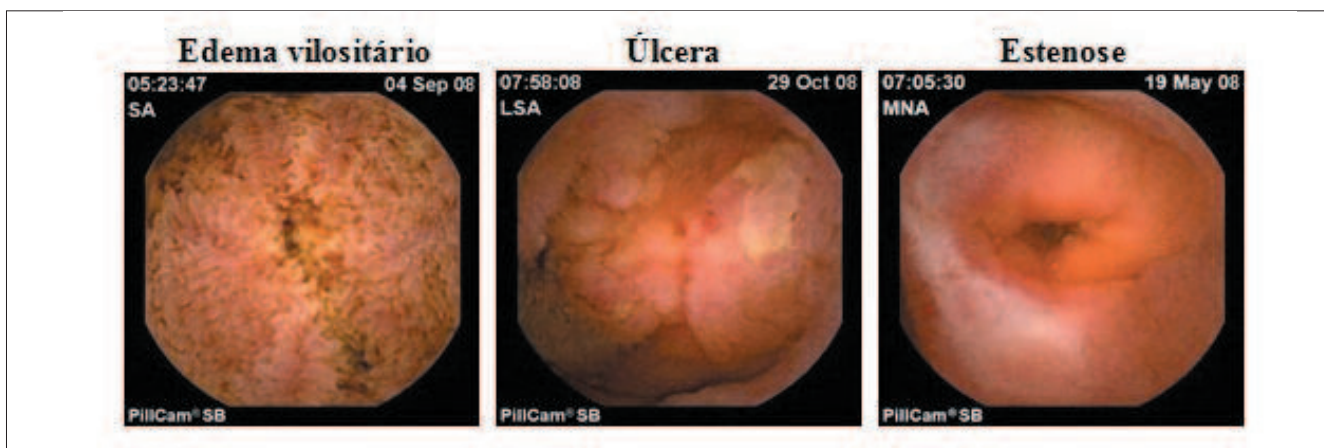 Edema vilositário
05:23:47 04 Sep 08
SA
PillCam®SB
Úlcera
07:58:08 29 Oct 08
LSA
PillCam®SB
Estenose
07:05:30 19 May 08
MNA
PillCam®SB